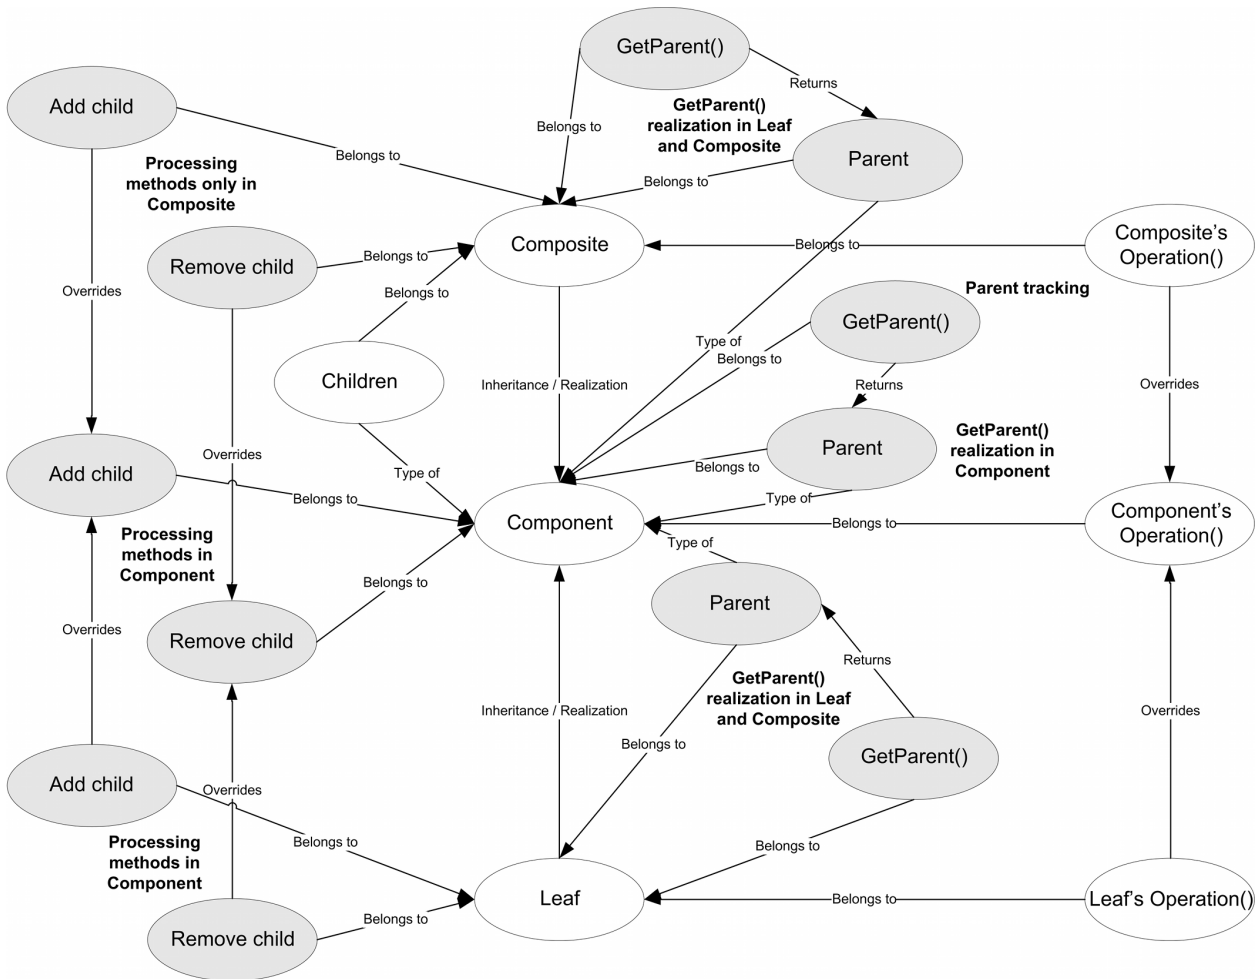 GetParent()
Returns
Add child
GetParent()
realization in Leaf
and Composite
Belongs to
Belongs to
Parent
Processing
methods only in
Composite
Belongs to
Composite's
Operation()
Composite
Belongs to
Belongs to
Remove child
Parent tracking
Overrides
Belongs to
GetParent()
Type of
Belongs to
Children
Inheritance / Realization
Returns
Overrides
GetParent()
realization in
Component
Parent
Overrides
Belongs to
Add child
Type of
Belongs to
Type of
Component's
Operation()
Component
Belongs to
Processing
methods in
Component
Type of
Belongs to
Parent
Overrides
Remove child
Returns
GetParent()
realization in Leaf
and Composite
Inheritance / Realization
Overrides
Belongs to
GetParent()
Add child
Overrides
Belongs to
Belongs to
Processing
methods in
Component
Leaf
Belongs to
Leaf's Operation()
Belongs to
Remove child